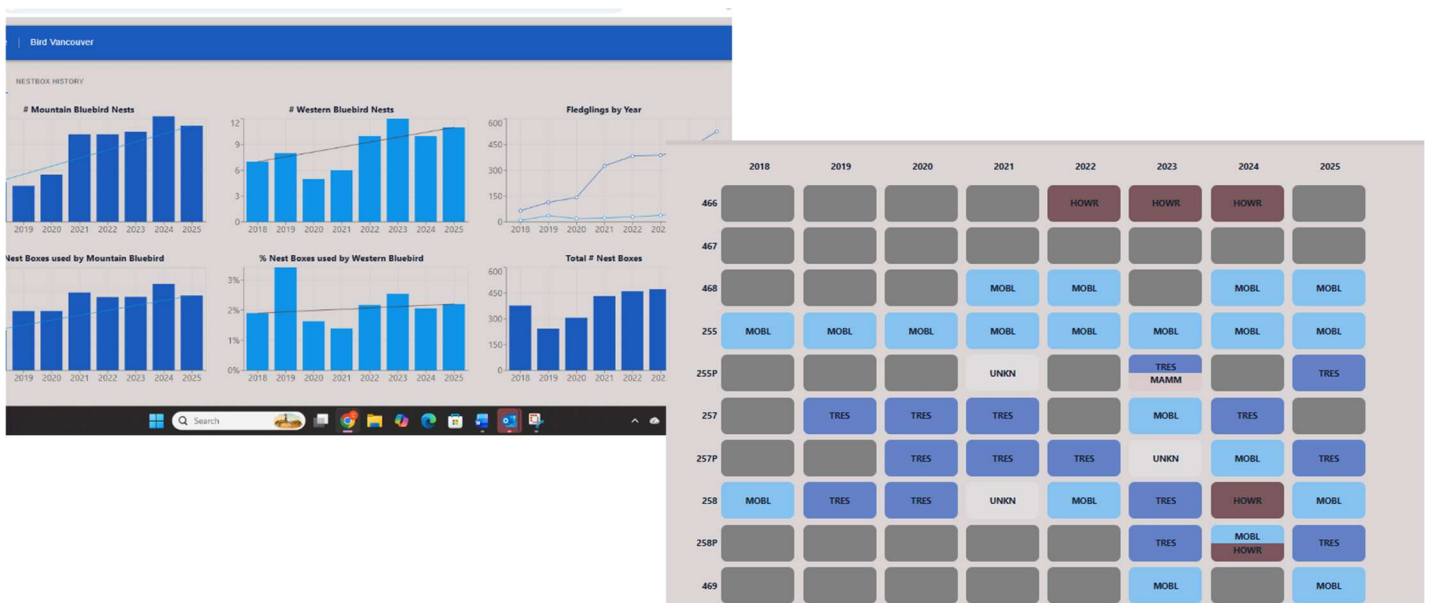 Bird Vancouver
NESTBOX HISTORY
# Mountain Bluebird Nests
2019 2020 2021 2022 2023 2024 2025
# Western Bluebird Nests
12
9
6
3
0
2018 2019 2020 2021 2022 2023 2024 2025
Fledglings by Year
600
450
300
150
0
2018 2019 2020 2021 2022 202
Nest Boxes used by Mountain Bluebird
2019 2020 2021 2022 2023 2024 2025
% Nest Boxes used by Western Bluebird
3%
2%
1%
0%
2018 2019 2020 2021 2022 2023 2024 2025
Total # Nest Boxes
600
450
300
150
0
2018 2019 2020 2021 2022 202
Search
2018 2019 2020 2021 2022 2023 2024 2025
466 HOWR HOWR HOWR
467
468 MOBL MOBL MOBL MOBL
255 MOBL MOBL MOBL MOBL MOBL MOBL MOBL MOBL
255P UNKN TRES MAMM TRES
257 TRES TRES TRES MOBL TRES
257P TRES TRES TRES UNKN MOBL TRES
258 MOBL TRES TRES UNKN MOBL TRES HOWR MOBL
258P TRES MOBL HOWR TRES
469 MOBL MOBL